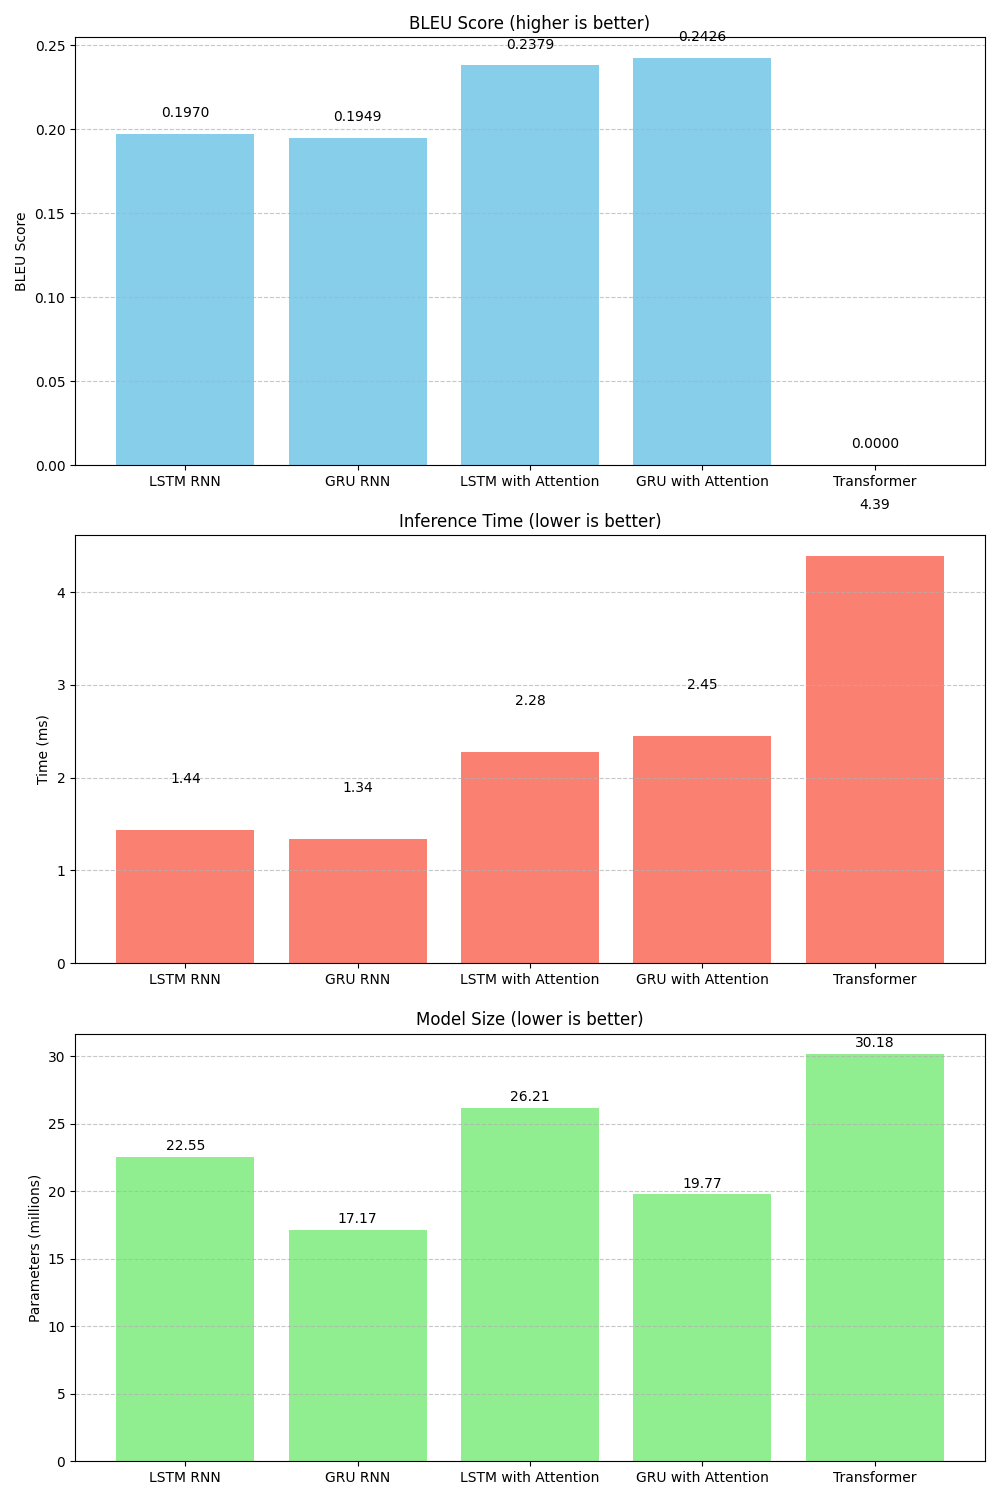 BLEU Score (higher is better)
0.25
0.20
0.15
0.10
0.05
0.00
BLEU Score
0.1970
0.1949
0.2379
0.2426
0.0000
LSTM RNN
GRU RNN
LSTM with Attention
GRU with Attention
Transformer
Inference Time (lower is better)
4
3
2
1
0
Time (ms)
1.44
1.34
2.28
2.45
4.39
LSTM RNN
GRU RNN
LSTM with Attention
GRU with Attention
Transformer
Model Size (lower is better)
30
25
20
15
10
5
0
Parameters (millions)
22.55
17.17
26.21
19.77
30.18
LSTM RNN
GRU RNN
LSTM with Attention
GRU with Attention
Transformer